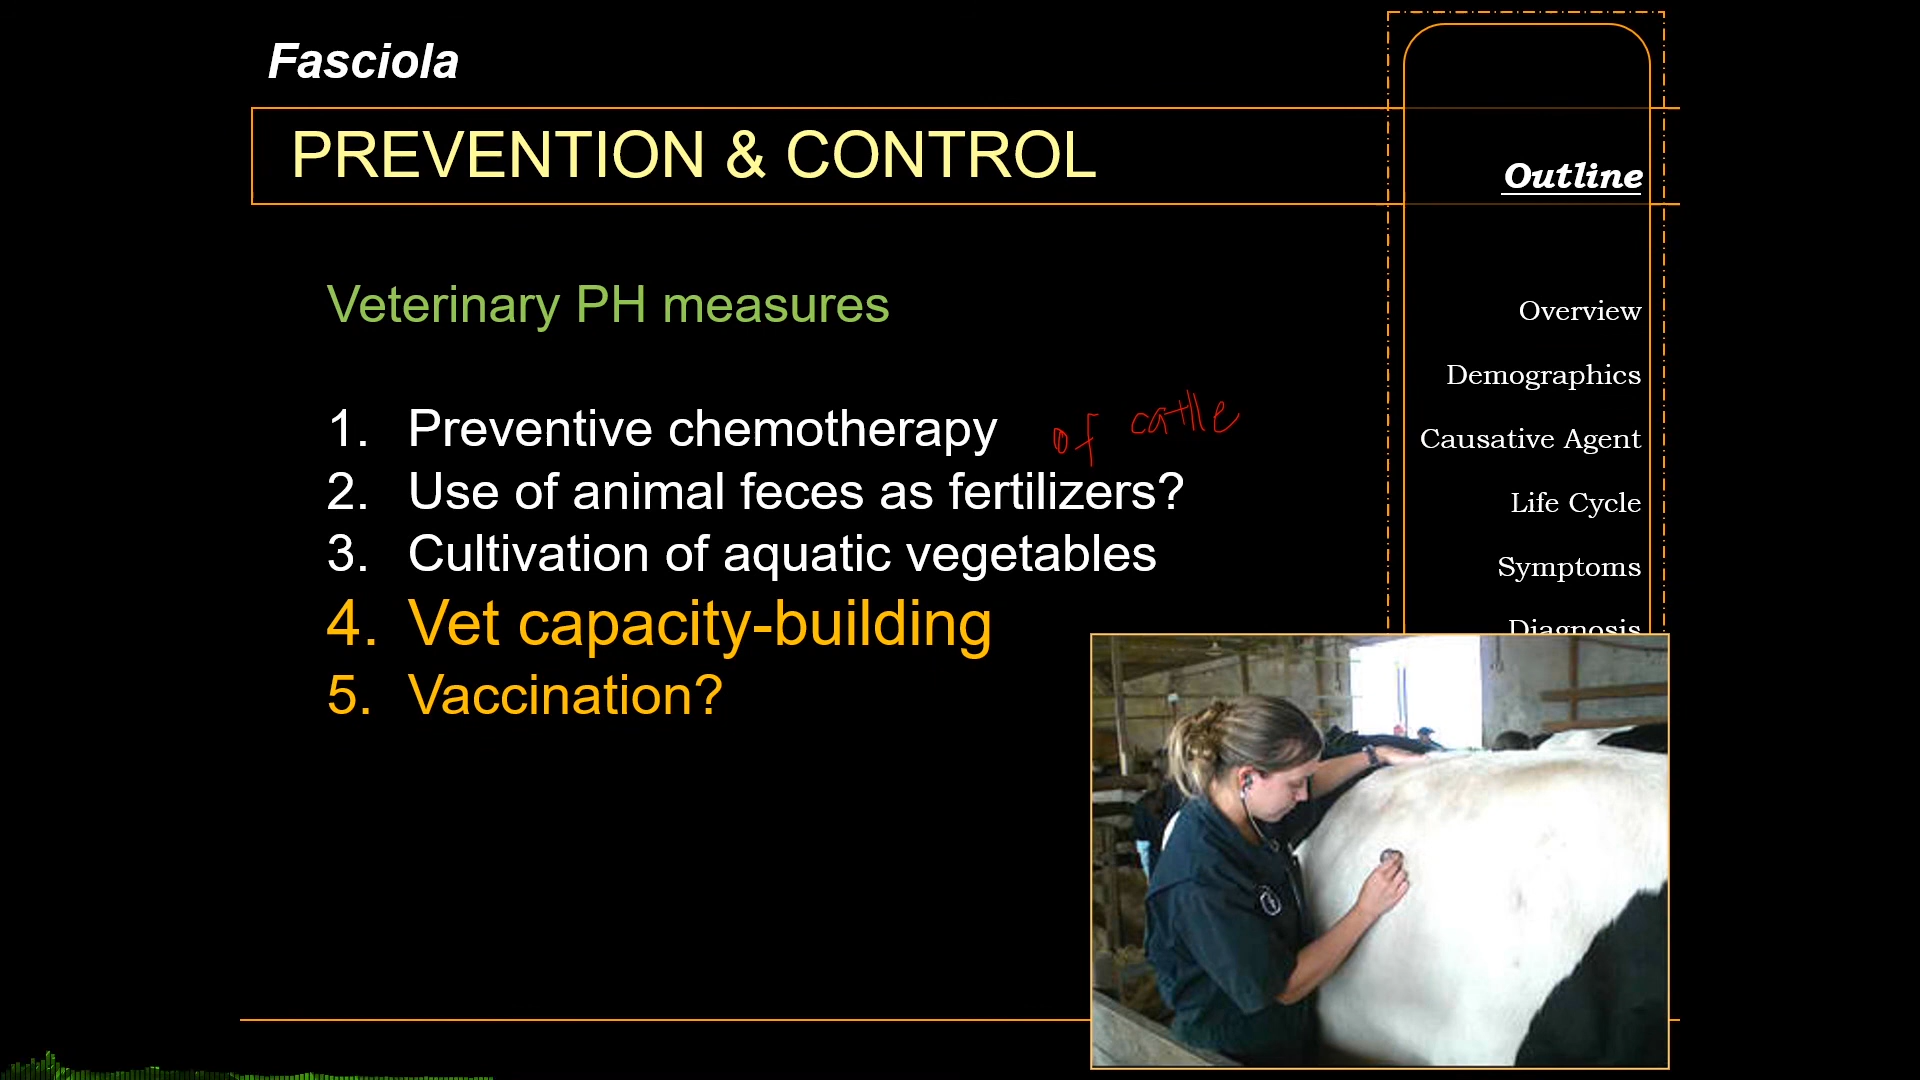 Fasciola
PREVENTION & CONTROL
Outline
Veterinary PH measures
1. Preventive chemotherapy of cattle
2. Use of animal feces as fertilizers?
3. Cultivation of aquatic vegetables
4. Vet capacity-building
5. Vaccination?
Overview
Demographics
Causative Agent
Life Cycle
Symptoms
Diagnosis